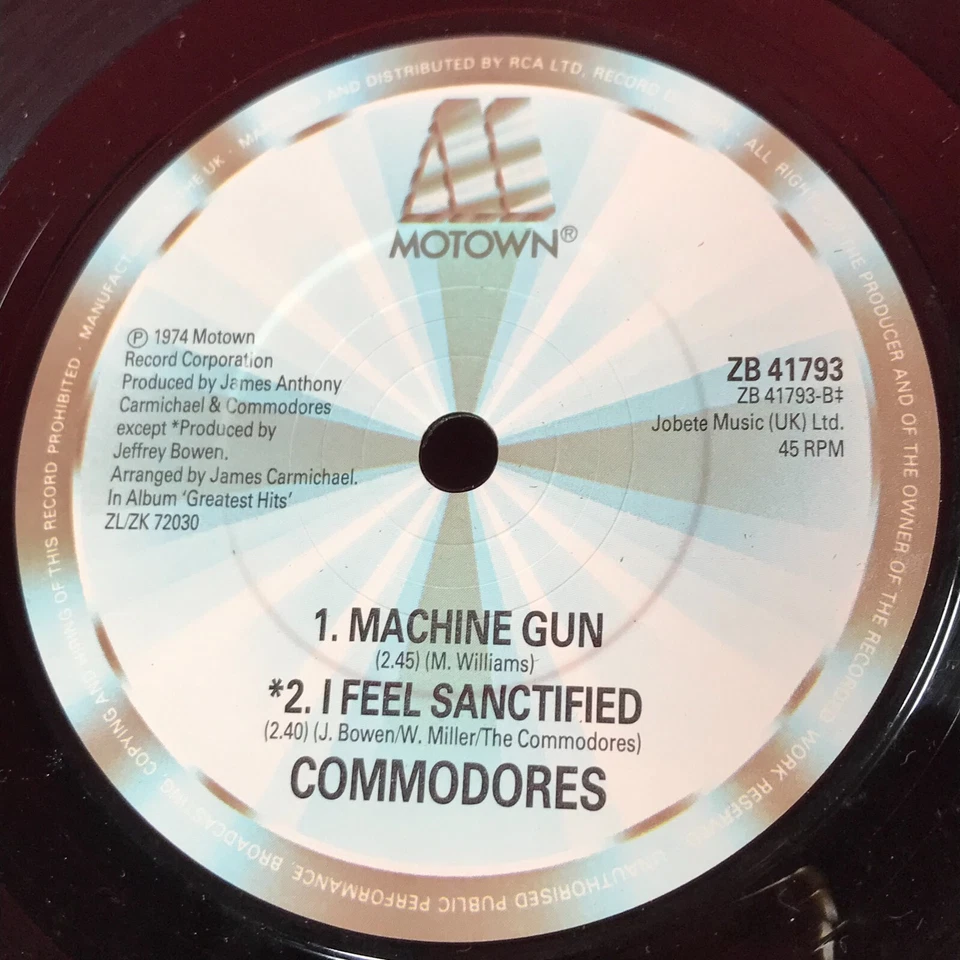 MOTOWN®
℗ 1974 Motown
Record Corporation
Produced by James Anthony
Carmichael & Commodores
except *Produced by
Jeffrey Bowen.
Arranged by James Carmichael.
In Album ‘Greatest Hits’
ZL/ZK 72030
ZB 41793
ZB 41793-B‡
Jobete Music (UK) Ltd.
45 RPM
1. MACHINE GUN
(2.45) (M. Williams)
*2. I FEEL SANCTIFIED
(2.40) (J. Bowen/W. Miller/The Commodores)
COMMODORES
UK · AND DISTRIBUTED BY RCA LTD. RECORD ALL THE PRODUCER AND OF THE OWNER OF THE RECORDED WORK RESERVED UNAUTHORISED PUBLIC PERFORMANCE, BROADCASTING, COPYING AND HIRING OF THIS RECORD PROHIBITED ·